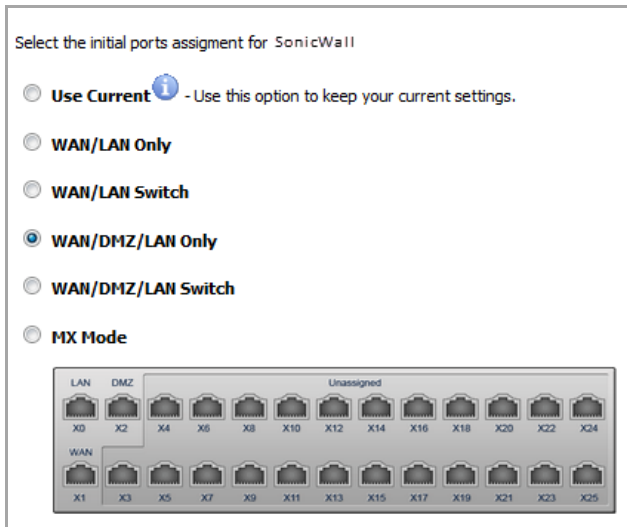 Select the initial ports assigment for SonicWall
Use Current i - Use this option to keep your current settings.
WAN/LAN Only
WAN/LAN Switch
WAN/DMZ/LAN Only
WAN/DMZ/LAN Switch
MX Mode
LAN DMZ Unassigned
X0 X2 X4 X6 X8 X10 X12 X14 X16 X18 X20 X22 X24
WAN
X1 X3 X5 X7 X9 X11 X13 X15 X17 X19 X21 X23 X25